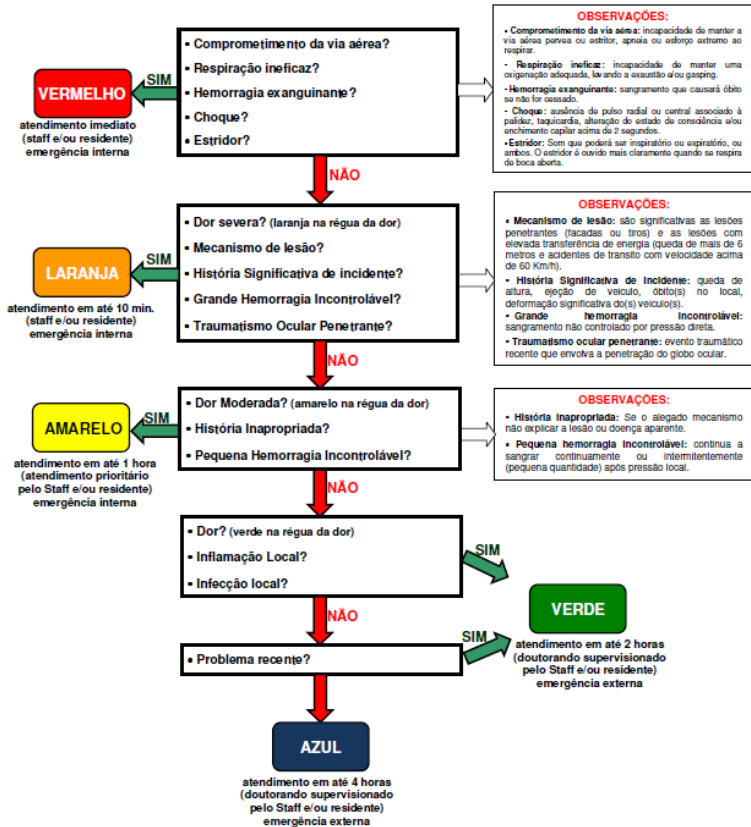 • Comprometimento da via aérea?
• Respiração ineficaz?
• Hemorragia exanguinante?
• Choque?
• Estridor?
SIM
VERMELHO
atendimento imediato
(staff e/ou residente)
emergência interna
OBSERVAÇÕES:
• Comprometimento da via aérea: incapacidade de manter a
via aérea pervea ou estritor, apneia ou esforço extremo ao
respirar.
- Respiração ineficaz: incapacidade de manter uma
oxigenação adequada, levando a exaustão e/ou gasping.
•Hemorragia exanguinante: sangramento que causará óbito
se não for cessado.
• Choque: ausência de pulso radial ou central associado à
palidez, taquicardia, alteração do estado de consciência e/ou
enchimento capilar acima de 2 segundos.
•Estridor: Som que poderá ser inspiratório ou expiratório, ou
ambos. O estridor é ouvido mais claramente quando se respira
de boca aberta.
NÃO
• Dor severa? (laranja na régua da dor)
• Mecanismo de lesão?
• História Significativa de incidente?
• Grande Hemorragia Incontrolável?
• Traumatismo Ocular Penetrante?
SIM
LARANJA
atendimento em até 10 min.
(staff e/ou residente)
emergência interna
OBSERVAÇÕES:
• Mecanismo de lesão: são significativas as lesões
penetrantes (facadas ou tiros) e as lesões com
elevada transferência de energia (queda de mais de 6
metros e acidentes de transito com velocidade acima
de 60 Km/h).
• História Significativa de Incidente: queda de
altura, ejeção de veiculo, óbito(s) no local,
deformação significativa do(s) veiculo(s).
• Grande hemorragia Incontrolável:
sangramento não controlado por pressão direta.
• Traumatismo ocular penetrante: evento traumático
recente que envolva a penetração do globo ocular.
NÃO
• Dor Moderada? (amarelo na régua da dor)
• História Inapropriada?
• Pequena Hemorragia Incontrolável?
SIM
AMARELO
atendimento em até 1 hora
(atendimento prioritário
pelo Staff e/ou residente)
emergência interna
OBSERVAÇÕES:
• História Inapropriada: Se o alegado mecanismo
não explicar a lesão ou doença aparente.
• Pequena hemorragia Incontrolável: continua a
sangrar continuamente ou intermitentemente
(pequena quantidade) após pressão local.
NÃO
• Dor? (verde na régua da dor)
• Inflamação Local?
• Infecção local?
SIM
VERDE
atendimento em até 2 horas
(doutorando supervisionado
pelo Staff e/ou residente)
emergência externa
NÃO
• Problema recente?
SIM
AZUL
atendimento em até 4 horas
(doutorando supervisionado
pelo Staff e/ou residente)
emergência externa